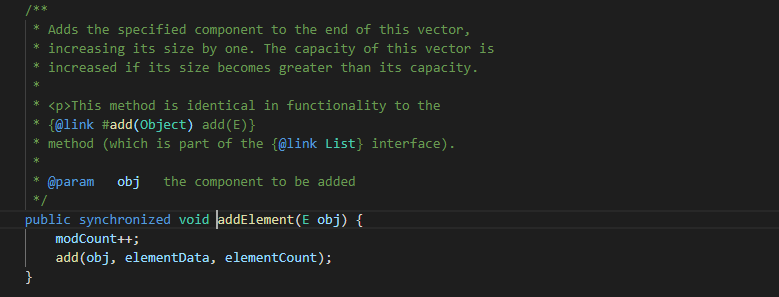 /**
 * Adds the specified component to the end of this vector,
 * increasing its size by one. The capacity of this vector is
 * increased if its size becomes greater than its capacity.
 *
 * <p>This method is identical in functionality to the
 * {@link #add(Object) add(E)}
 * method (which is part of the {@link List} interface).
 *
 * @param   obj   the component to be added
 */
public synchronized void addElement(E obj) {
    modCount++;
    add(obj, elementData, elementCount);
}